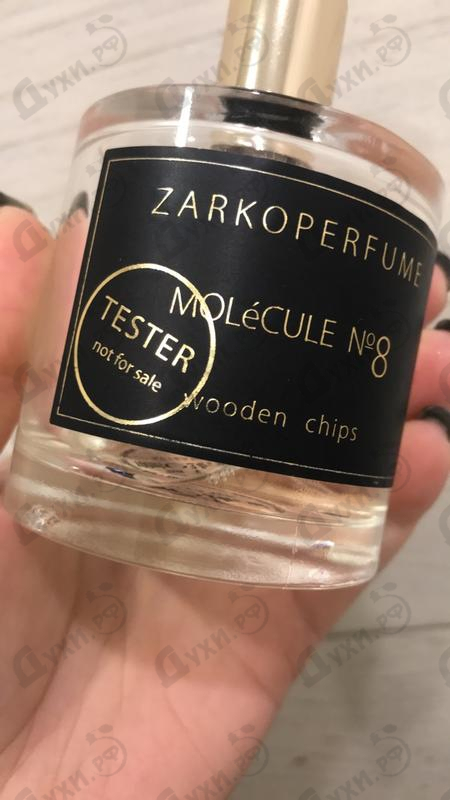 ZARKOPERFUME
MOLéCULE №8
wooden chips
TESTER
not for sale
Духи.РФ